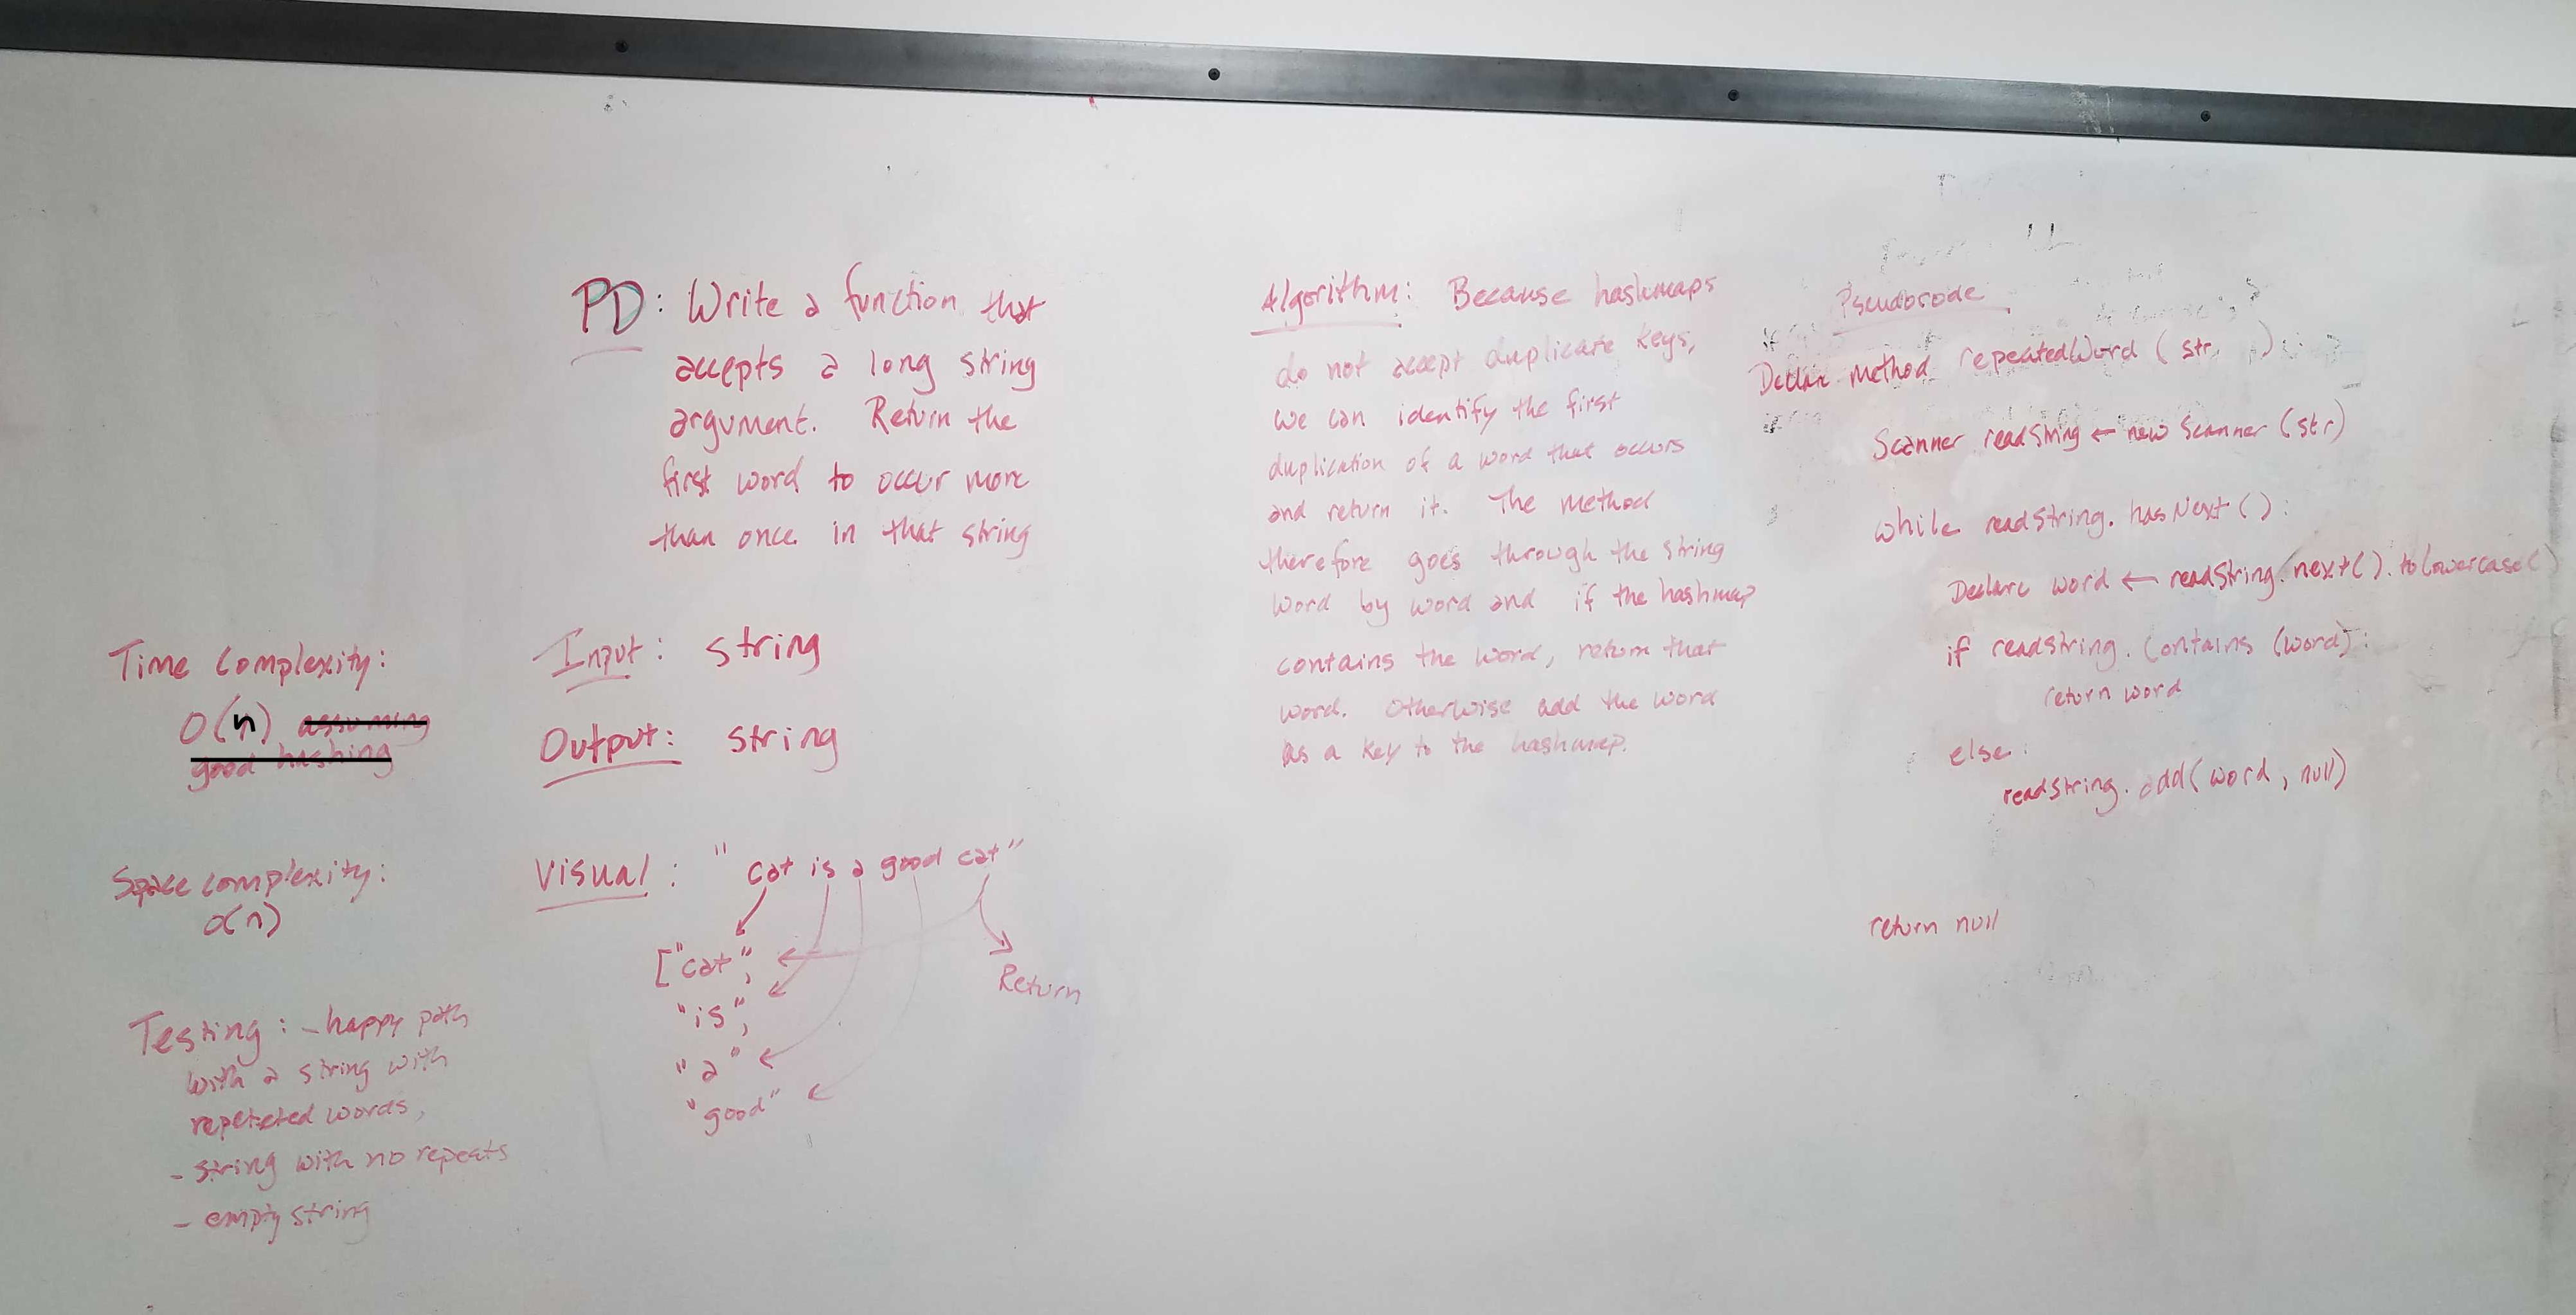 PD: Write a function that
accepts a long string
argument. Return the
first word to occur more
than once in that string
Input: string
Output: string
Visual: "cat is a good cat"
["cat",
"is",
"a"
"good"
Return
Time Complexity:
O(n) assuming
good hashing
Space complexity:
O(n)
Testing: - happy path
with a string with
repeteted words,
- string with no repeats
- empty string
Algorithm: Because hashmaps
do not accept duplicate keys,
we can identify the first
duplication of a word that occurs
and return it. The method
therefore goes through the string
word by word and if the hashmap
contains the word, return that
word. Otherwise add the word
as a key to the hashmap.
Pseudocode
Declare method repeatedWord (str )
Scanner readString ← new Scanner (str)
while readString.hasNext():
Declare word ← readString.next().toLowercase()
if readString.contains (word):
return word
else:
readString.add(word, null)
return null